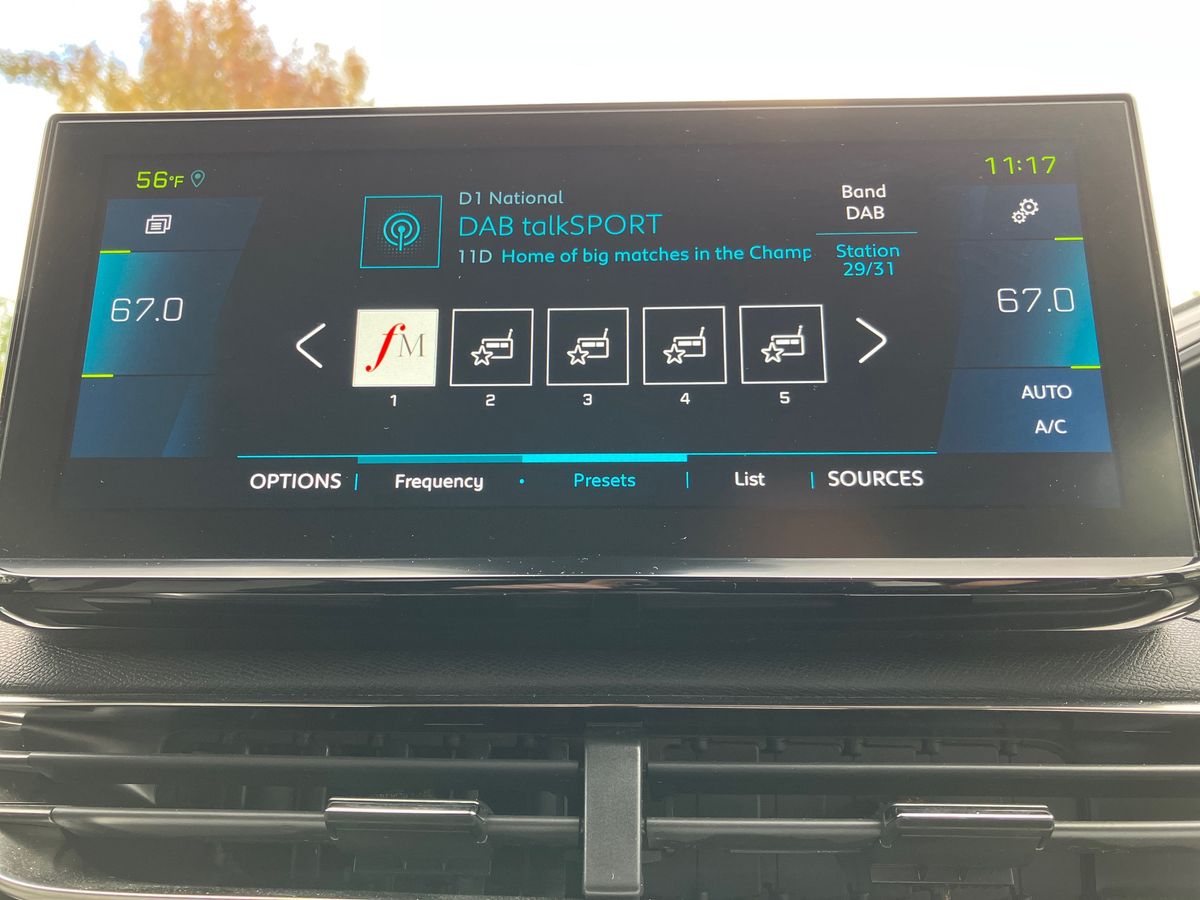 56°F
11:17
D1 National
DAB talkSPORT
11D Home of big matches in the Champ
Band
DAB
Station
29/31
67.0
67.0
fM
1
2
3
4
5
AUTO
A/C
OPTIONS | Frequency • Presets | List | SOURCES